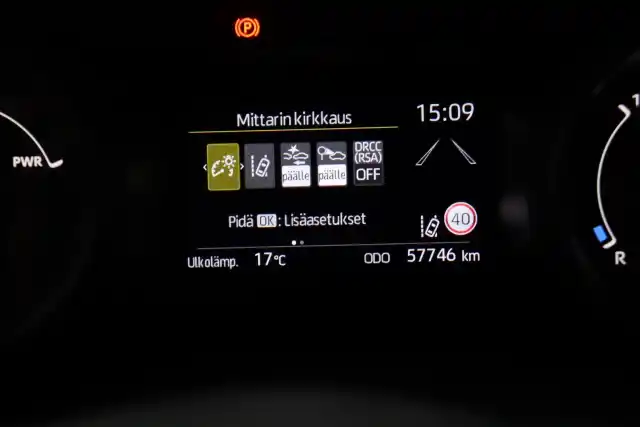 P
Mittarin kirkkaus
15:09
PWR
päälle
päälle
DRCC
(RSA)
OFF
Pidä OK : Lisäasetukset
40
Ulkolämp. 17°C ODO 57746 km
1
R